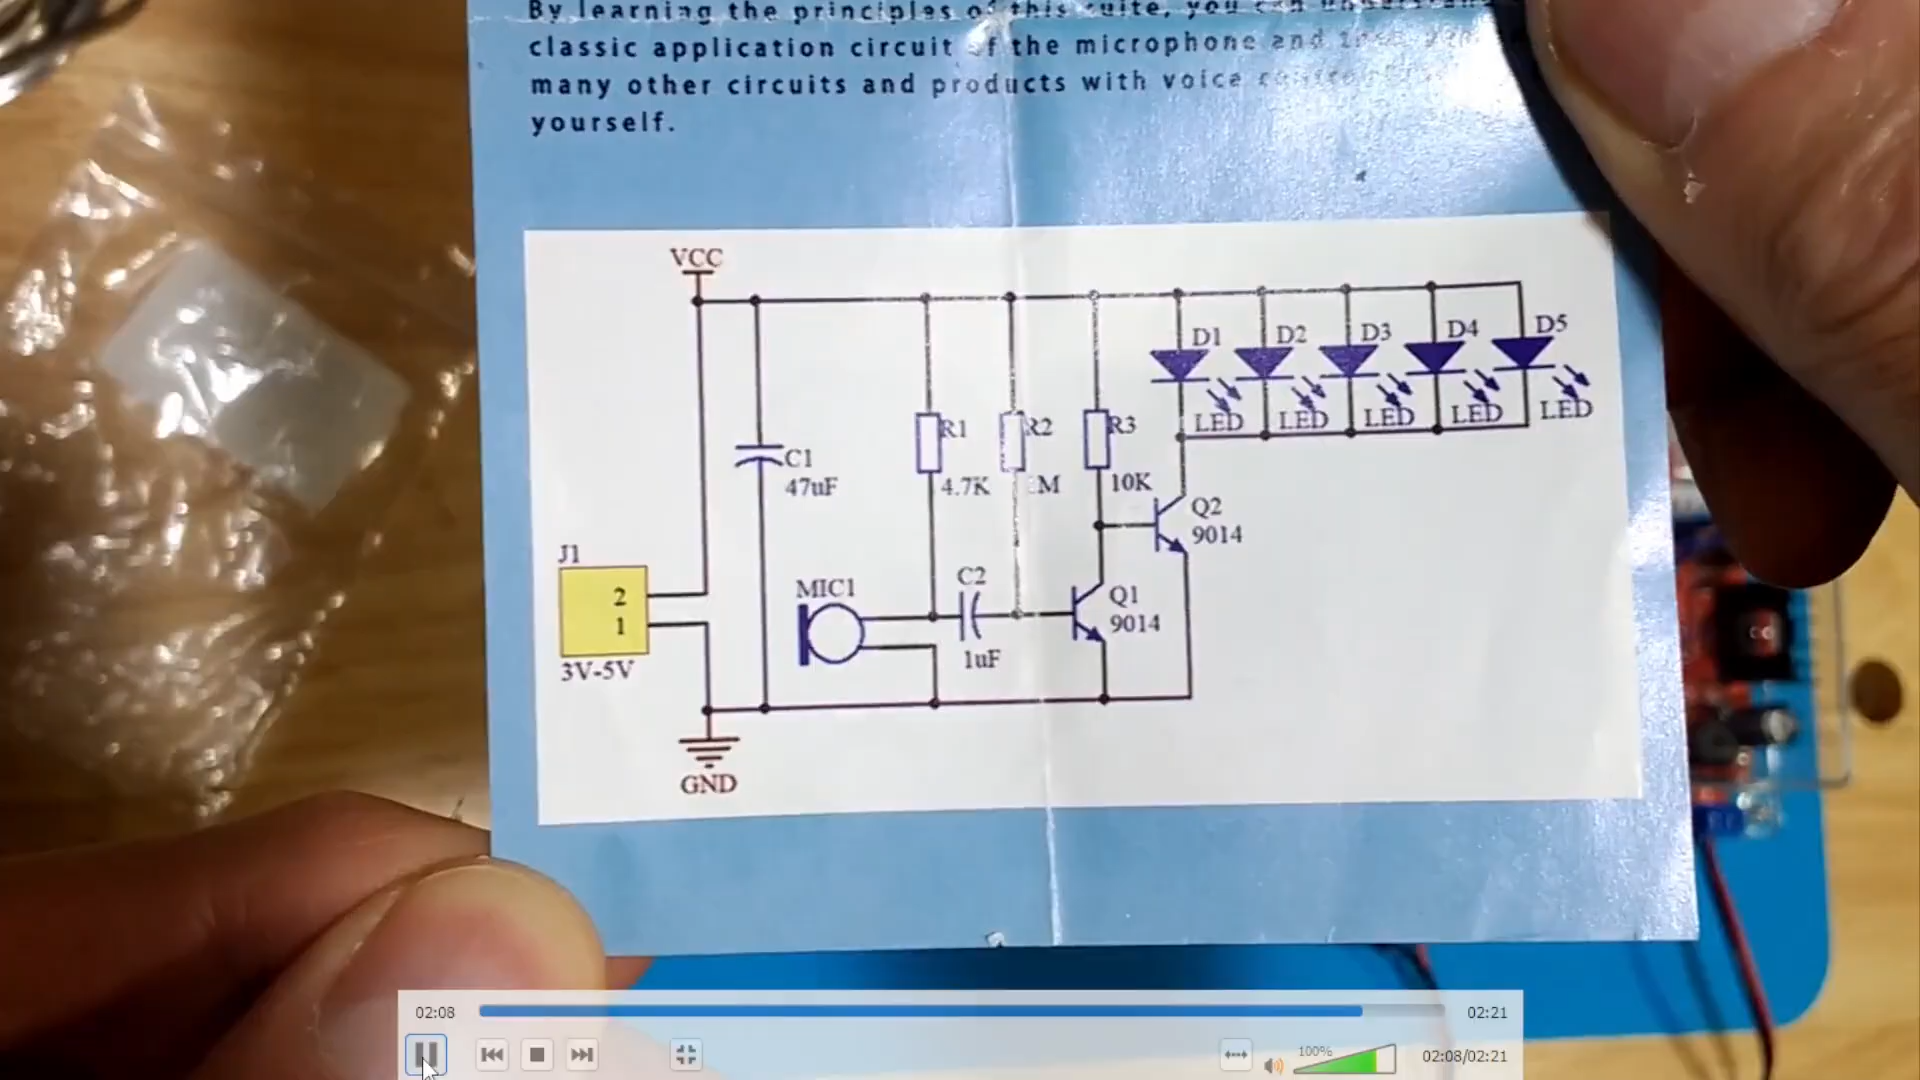 By learning the principles of this suite, you can
classic application circuit of the microphone and
many other circuits and products with voice
yourself.
VCC
D1
D2
D3
D4
D5
LED
LED
LED
LED
LED
R1
R2
R3
4.7K
M
10K
C1
47uF
Q2
9014
J1
2
1
3V-5V
MIC1
C2
1uF
Q1
9014
GND
02:08
02:21
100%
02:08/02:21